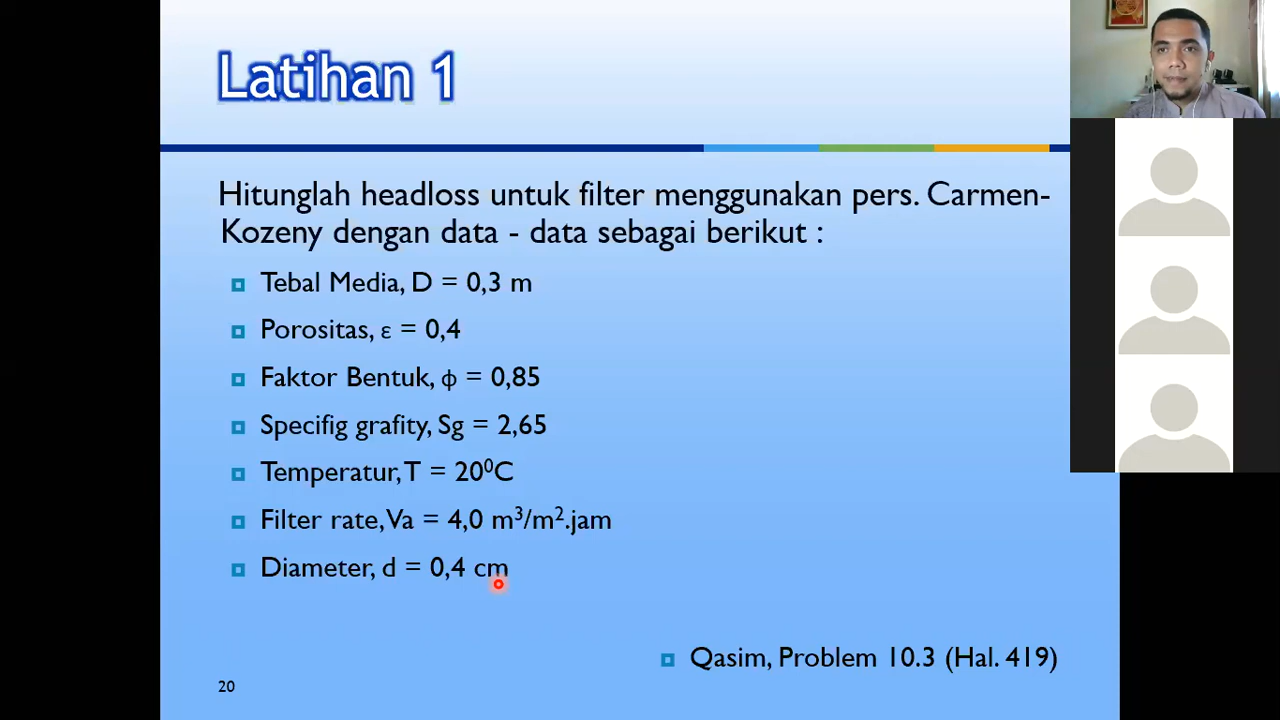 Latihan 1
Hitunglah headloss untuk filter menggunakan pers. Carmen-
Kozeny dengan data - data sebagai berikut :
Tebal Media, D = 0,3 m
Porositas, ε = 0,4
Faktor Bentuk, ϕ = 0,85
Specifig grafity, Sg = 2,65
Temperatur, T = 20⁰C
Filter rate, Va = 4,0 m³/m².jam
Diameter, d = 0,4 cm
Qasim, Problem 10.3 (Hal. 419)
20